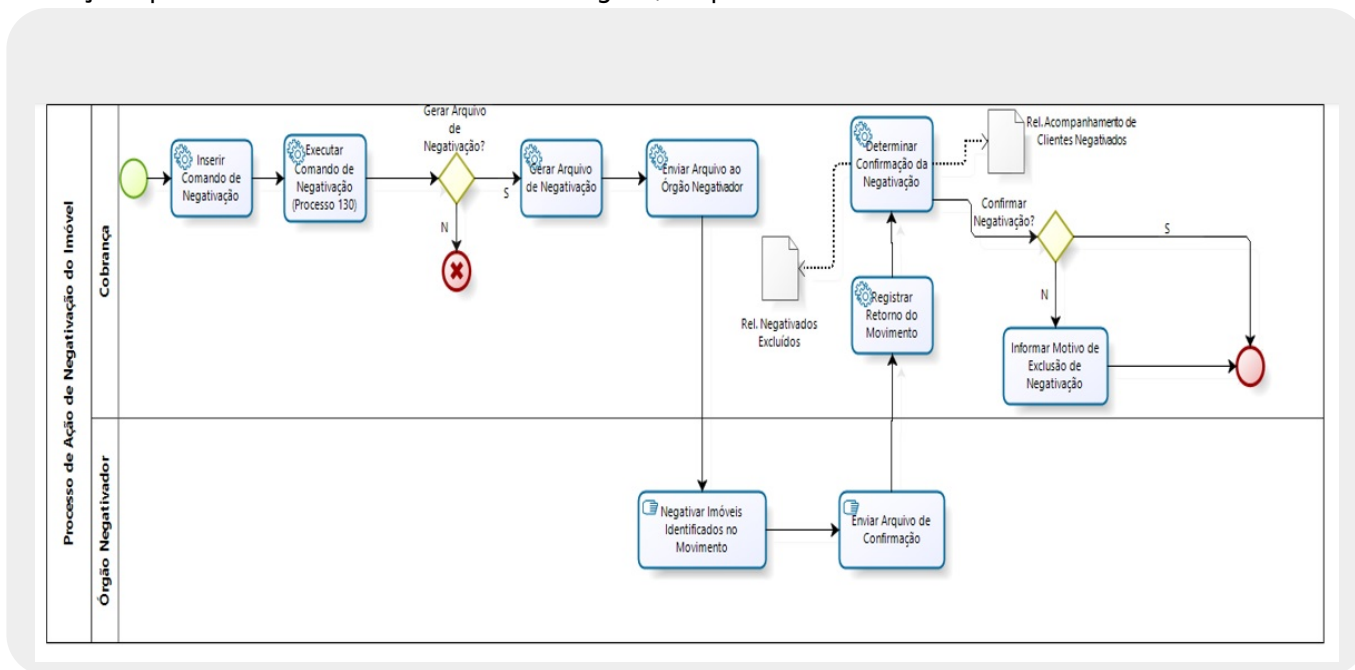 Processo de Ação de Negativação do Imóvel
Cobrança
Inserir
Comando de
Negativação
Executar
Comando de
Negativação
(Processo 130)
Gerar Arquivo
de
Negativação?
S
N
Gerar Arquivo
de Negativação
Enviar Arquivo ao
Órgão Negativador
Rel. Negativados
Excluídos
Determinar
Confirmação da
Negativação
Rel. Acompanhamento de
Clientes Negativados
Registrar
Retorno do
Movimento
Confirmar
Negativação?
S
N
Informar Motivo de
Exclusão de
Negativação
Órgão Negativador
Negativar Imóveis
Identificados no
Movimento
Enviar Arquivo de
Confirmação